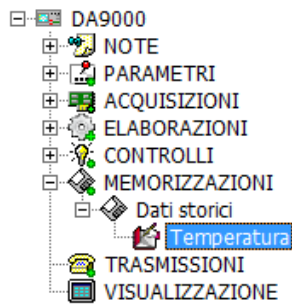 DA9000
NOTE
PARAMETRI
ACQUISIZIONI
ELABORAZIONI
CONTROLLI
MEMORIZZAZIONI
Dati storici
Temperatura
TRASMISSIONI
VISUALIZZAZIONE